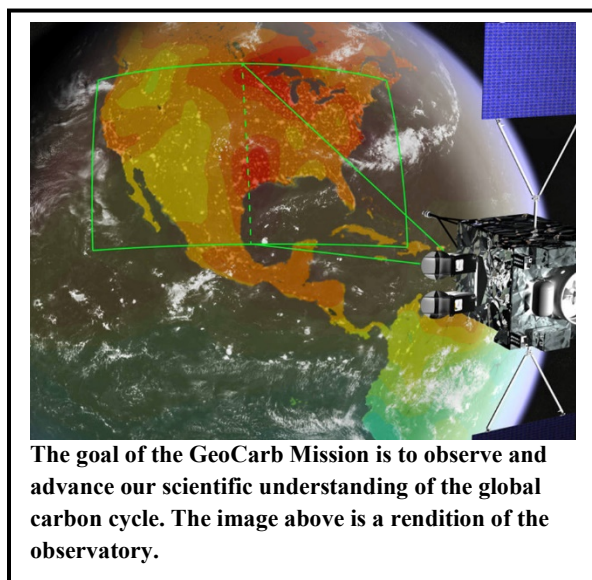 The goal of the GeoCarb Mission is to observe and
advance our scientific understanding of the global
carbon cycle. The image above is a rendition of the
observatory.